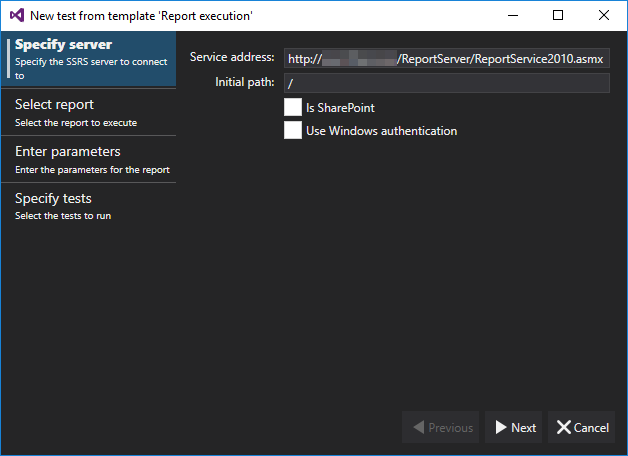 New test from template 'Report execution'
Specify server
Specify the SSRS server to connect
to
Select report
Select the report to execute
Enter parameters
Enter the parameters for the report
Specify tests
Select the tests to run
Service address:
http:// /ReportServer/ReportService2010.asmx
Initial path:
/
Is SharePoint
Use Windows authentication
Previous
Next
Cancel